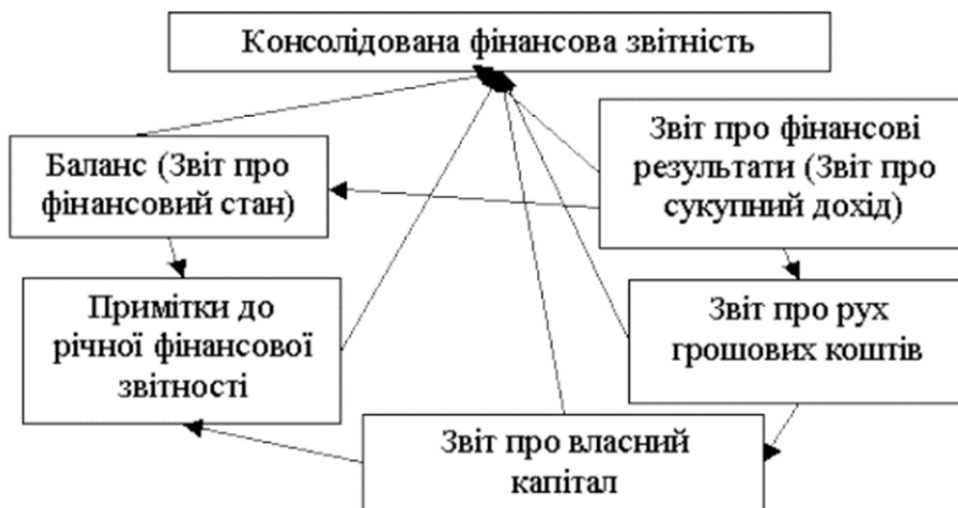 Консолідована фінансова звітність
Баланс (Звіт про
фінансовий стан)
Звіт про фінансові
результати (Звіт про
сукупний дохід)
Примітки до
річної фінансової
звітності
Звіт про рух
грошових коштів
Звіт про власний
капітал